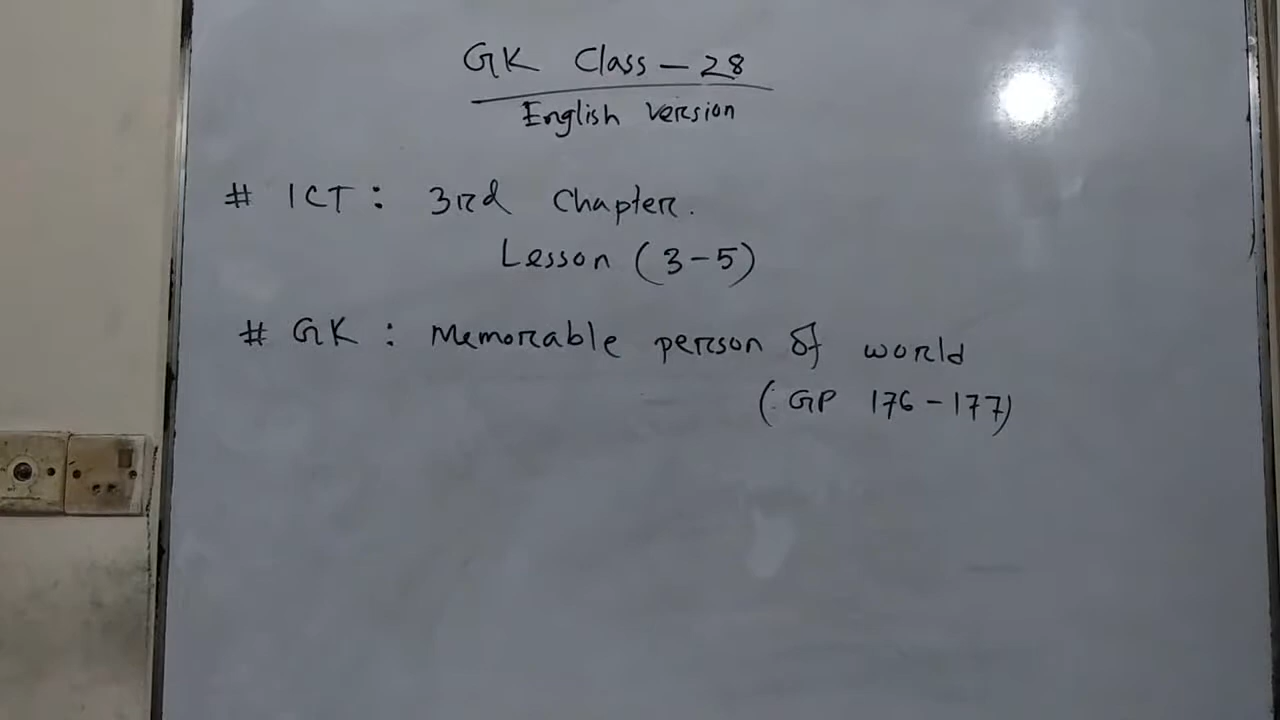 GK Class - 28
English version
# ICT : 3rd Chapter.
Lesson (3-5)
# GK : Memorable person of world
(GP 176-177)